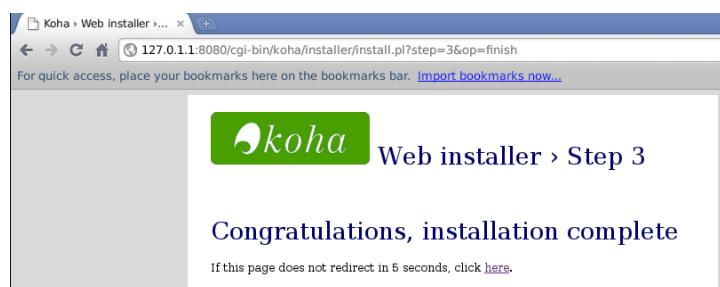 Koha › Web installer ›... ×
127.0.1.1:8080/cgi-bin/koha/installer/install.pl?step=3&op=finish
For quick access, place your bookmarks here on the bookmarks bar. Import bookmarks now...
koha Web installer › Step 3
Congratulations, installation complete
If this page does not redirect in 5 seconds, click here.